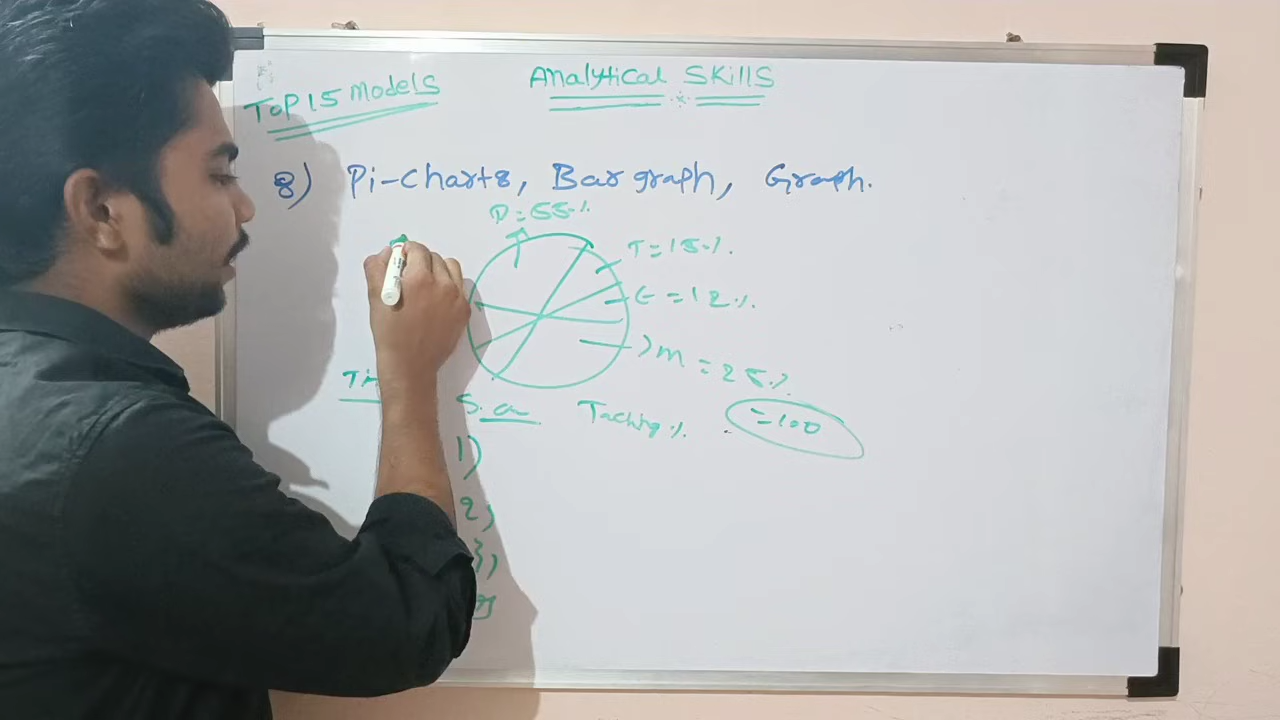 Top 15 models
Analytical Skills
8) Pi-Charts, Bar graph, Graph.
P = 55%
T = 15%.
E = 12%.
m = 25%.
= 100
Taching %
1)
2)
3)